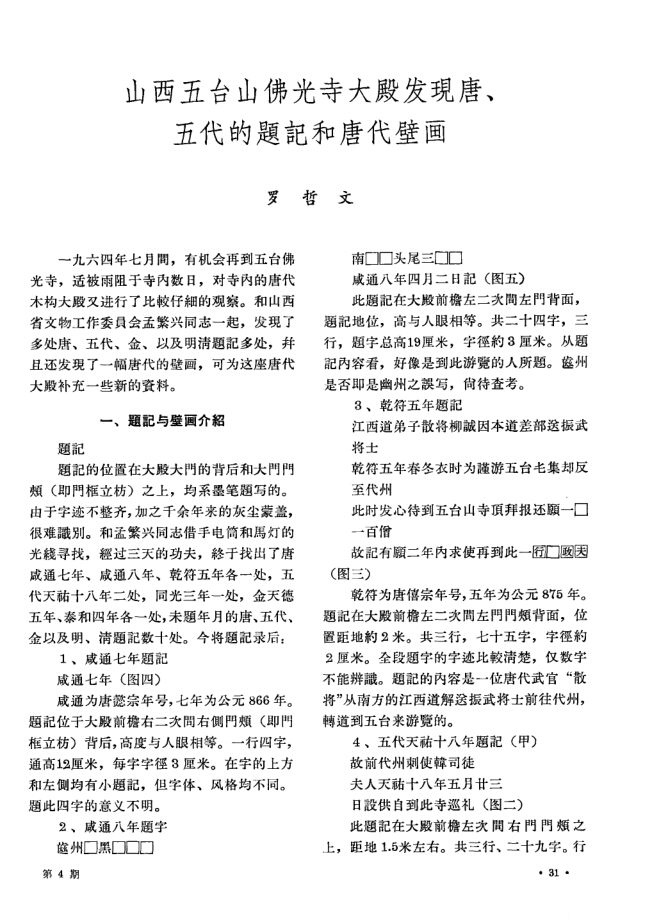 山西五台山佛光寺大殿发現唐、
五代的題記和唐代壁画
罗 哲 文
一九六四年七月間，有机会再到五台佛
光寺，适被雨阻于寺内数日，对寺内的唐代
木构大殿又进行了比較仔細的观察。和山西
省文物工作委員会孟繁兴同志一起，发現了
多处唐、五代、金、以及明清題記多处，幷
且还发現了一幅唐代的壁画，可为这座唐代
大殿补充一些新的資料。
一、題記与壁画介紹
題記
題記的位置在大殿大門的背后和大門門
頰（即門框立枋）之上，均系墨笔題写的。
由于字迹不整齐，加之千余年来的灰尘蒙盖，
很难識別。和孟繁兴同志借手电筒和馬灯的
光綫寻找，經过三天的功夫，終于找出了唐
咸通七年、咸通八年、乾符五年各一处，五
代天祐十八年二处，同光三年一处，金天德
五年、泰和四年各一处，未題年月的唐、五代、
金以及明、清題記数十处。今将題記录后：
1、咸通七年題記
咸通七年（图四）
咸通为唐懿宗年号，七年为公元 866 年。
題記位于大殿前檐右二次間右側門頰（即門
框立枋）背后，高度与人眼相等。一行四字，
通高12厘米，每字字徑 3 厘米。在字的上方
和左側均有小題記，但字体、风格均不同。
題此四字的意义不明。
2、咸通八年題字
盫州□黑□□□
南□□头尾三□□
咸通八年四月二日記（图五）
此題記在大殿前檐左二次間左門背面，
題記地位，高与人眼相等。共二十四字，三
行，題字总高19厘米，字徑約 3 厘米。从題
記內容看，好像是到此游覽的人所題。盫州
是否即是幽州之誤写，尙待查考。
3、乾符五年題記
江西道弟子散将柳誠因本道差部送振武
将士
乾符五年春冬衣时为謹游五台乇集却反
至代州
此时发心待到五台山寺頂拜报还願一□
一百僧
故記有願二年內求使再到此一行□政夫
（图三）
乾符为唐僖宗年号，五年为公元 875 年。
題記在大殿前檐左二次間左門門頰背面，位
置距地約 2 米。共三行，七十五字，字徑約
2 厘米。全段題字的字迹比較清楚，仅数字
不能辨識。題記的內容是一位唐代武官“散
将”从南方的江西道解送振武将士前往代州，
轉道到五台来游覽的。
4、五代天祐十八年題記（甲）
故前代州刺使韓司徒
夫人天祐十八年五月廿三
日設供自到此寺巡礼（图二）
此題記在大殿前檐左次間右門門頰之
上，距地 1.5米左右。共三行、二十九字。行
第 4 期
· 31 ·